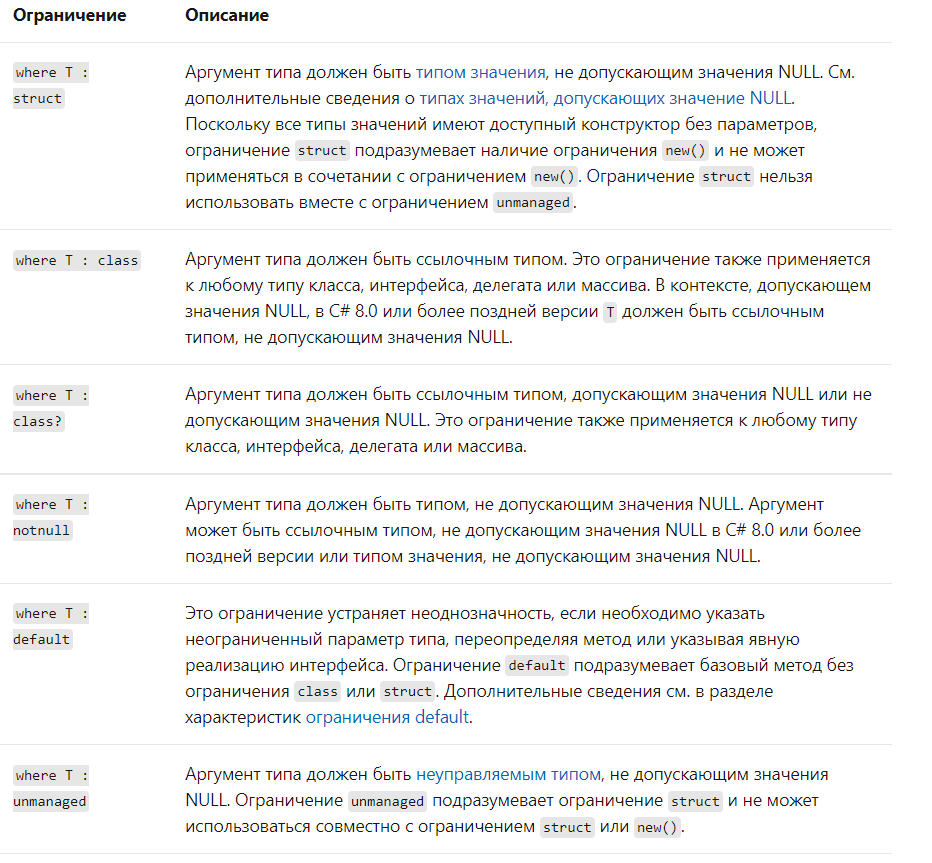 Ограничение Описание
where T : struct
Аргумент типа должен быть типом значения, не допускающим значения NULL. См.
дополнительные сведения о типах значений, допускающих значение NULL.
Поскольку все типы значений имеют доступный конструктор без параметров,
ограничение struct подразумевает наличие ограничения new() и не может
применяться в сочетании с ограничением new(). Ограничение struct нельзя
использовать вместе с ограничением unmanaged.
where T : class
Аргумент типа должен быть ссылочным типом. Это ограничение также применяется
к любому типу класса, интерфейса, делегата или массива. В контексте, допускающем
значения NULL, в C# 8.0 или более поздней версии T должен быть ссылочным
типом, не допускающим значения NULL.
where T :
class?
Аргумент типа должен быть ссылочным типом, допускающим значения NULL или не
допускающим значения NULL. Это ограничение также применяется к любому типу
класса, интерфейса, делегата или массива.
where T :
notnull
Аргумент типа должен быть типом, не допускающим значения NULL. Аргумент
может быть ссылочным типом, не допускающим значения NULL в C# 8.0 или более
поздней версии или типом значения, не допускающим значения NULL.
where T :
default
Это ограничение устраняет неоднозначность, если необходимо указать
неограниченный параметр типа, переопределяя метод или указывая явную
реализацию интерфейса. Ограничение default подразумевает базовый метод без
ограничения class или struct. Дополнительные сведения см. в разделе
характеристик ограничения default.
where T :
unmanaged
Аргумент типа должен быть неуправляемым типом, не допускающим значения
NULL. Ограничение unmanaged подразумевает ограничение struct и не может
использоваться совместно с ограничением struct или new().